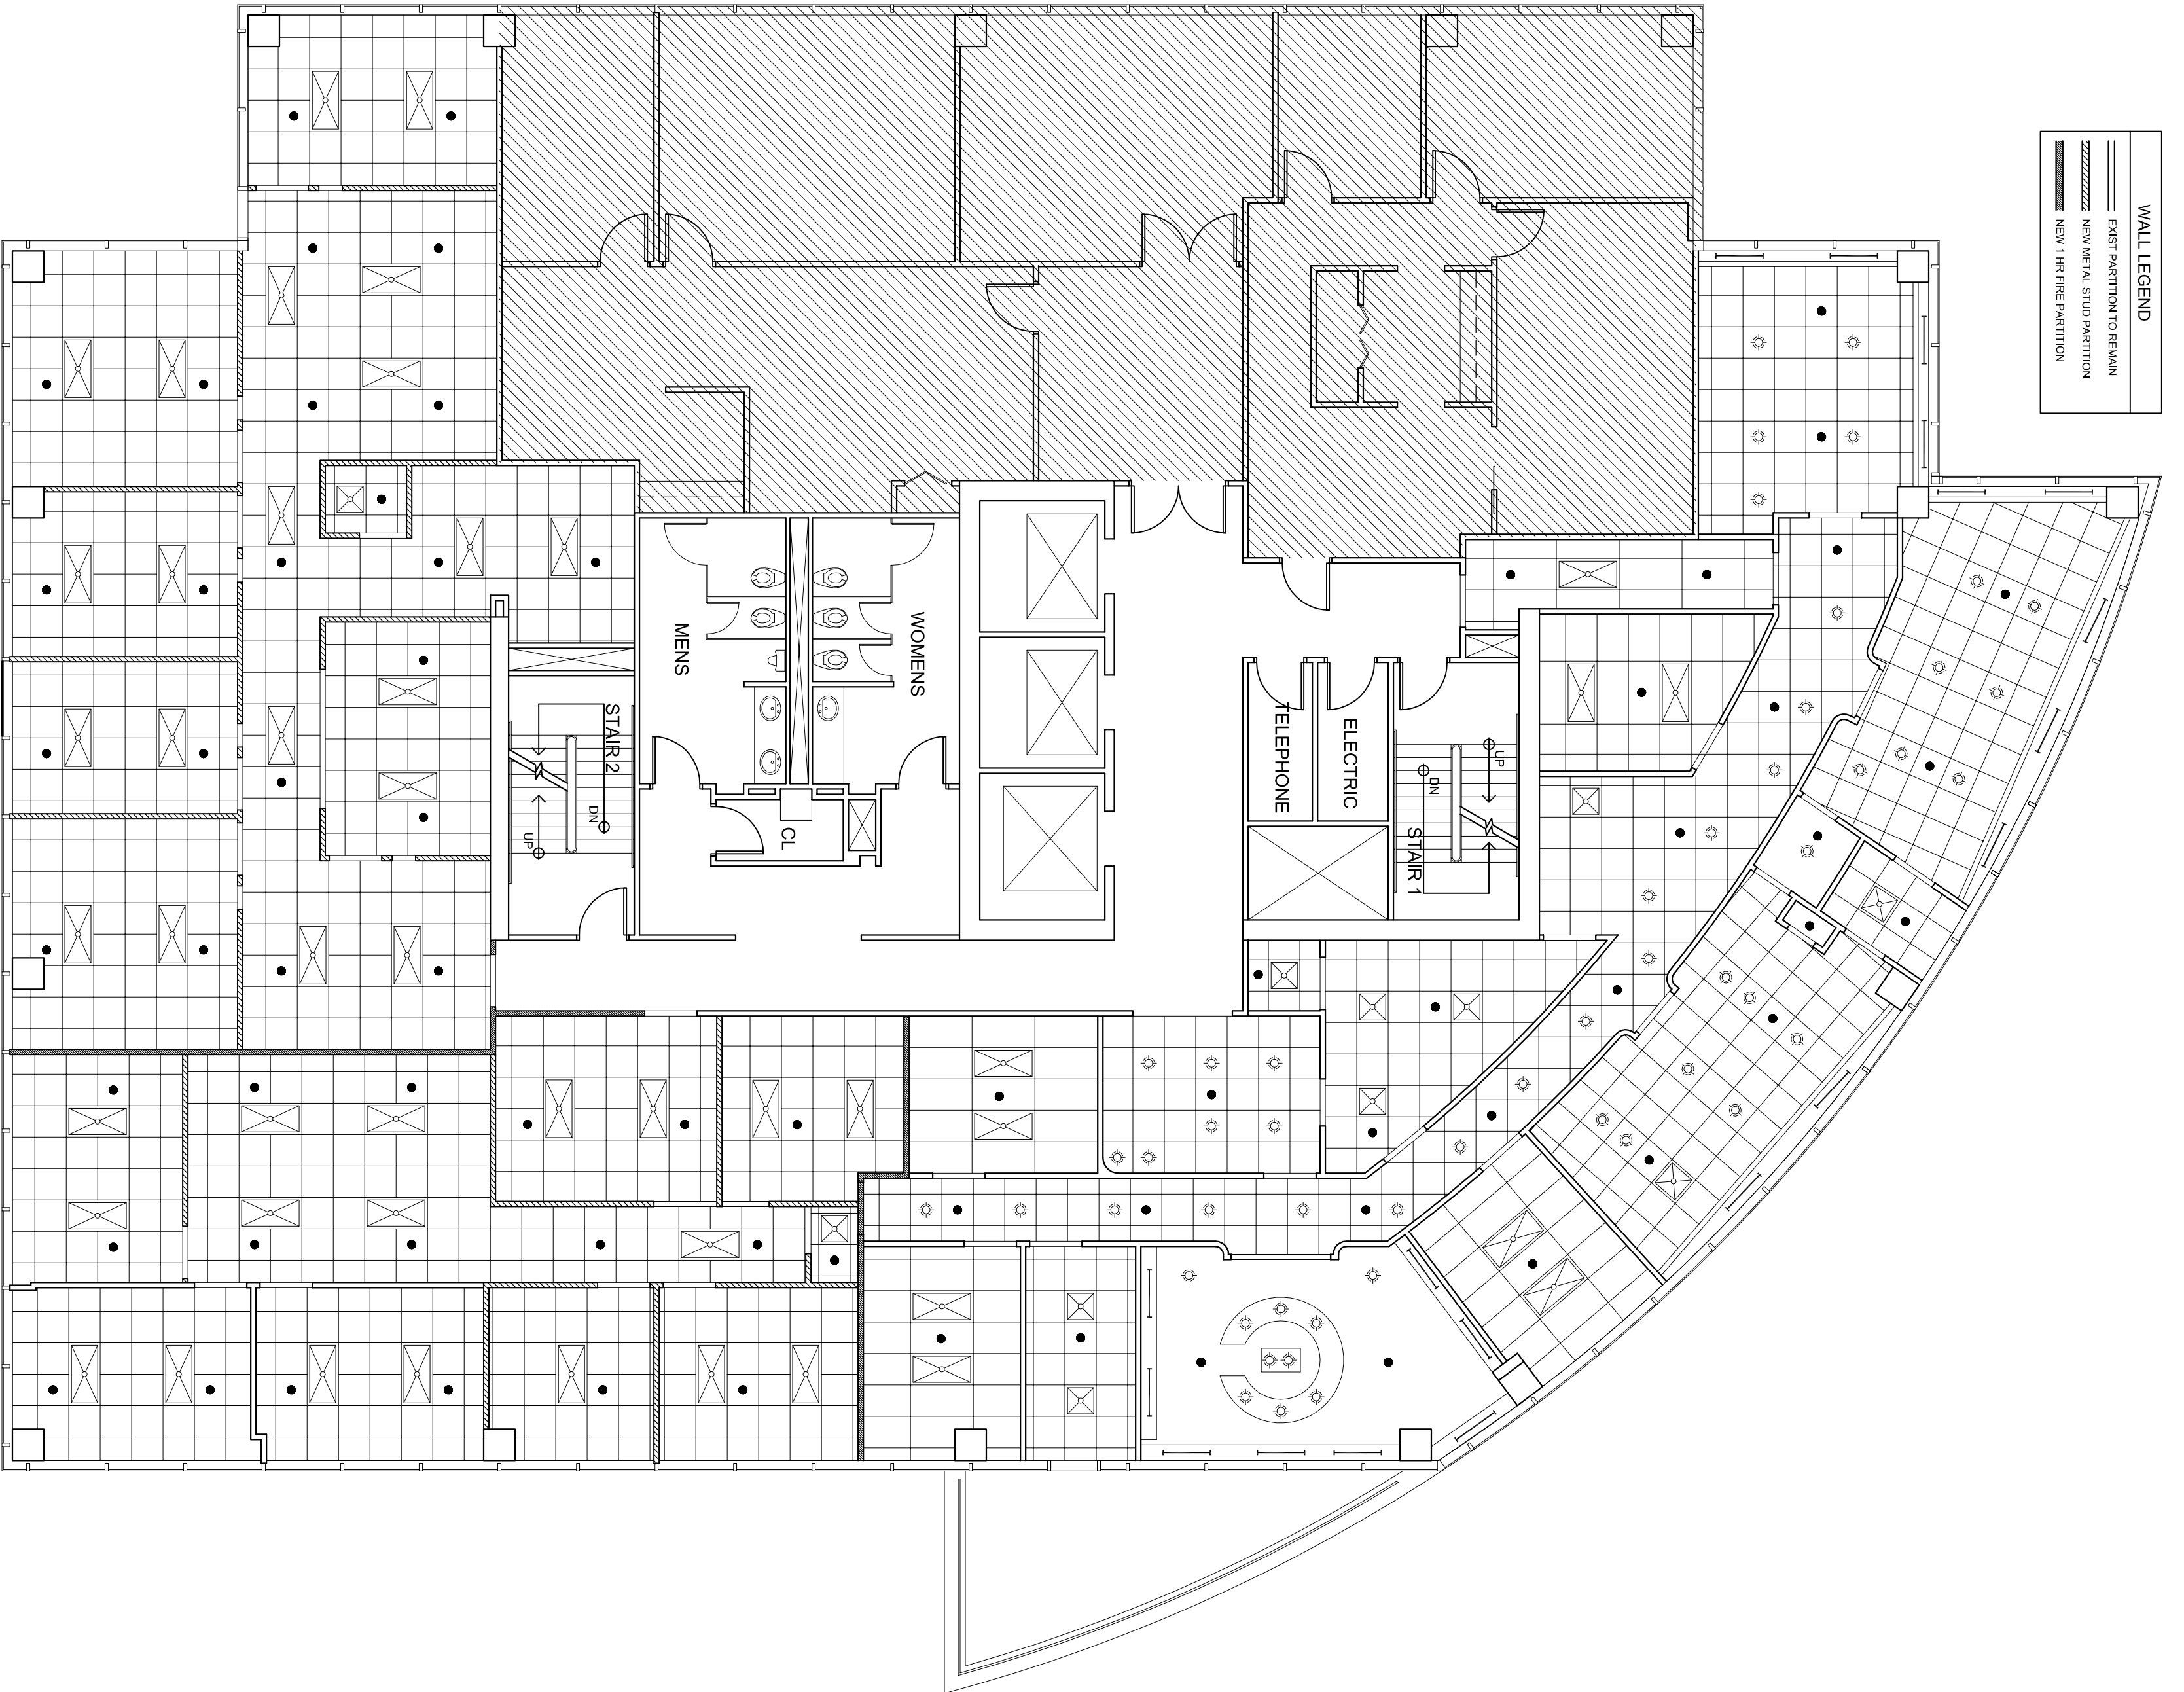 WALL LEGEND
EXIST PARTITION TO REMAIN
NEW METAL STUD PARTITION
NEW 1 HR FIRE PARTITION
MENS
WOMENS
STAIR 2
DN
UP
CL
TELEPHONE
ELECTRIC
STAIR 1
UP
DN